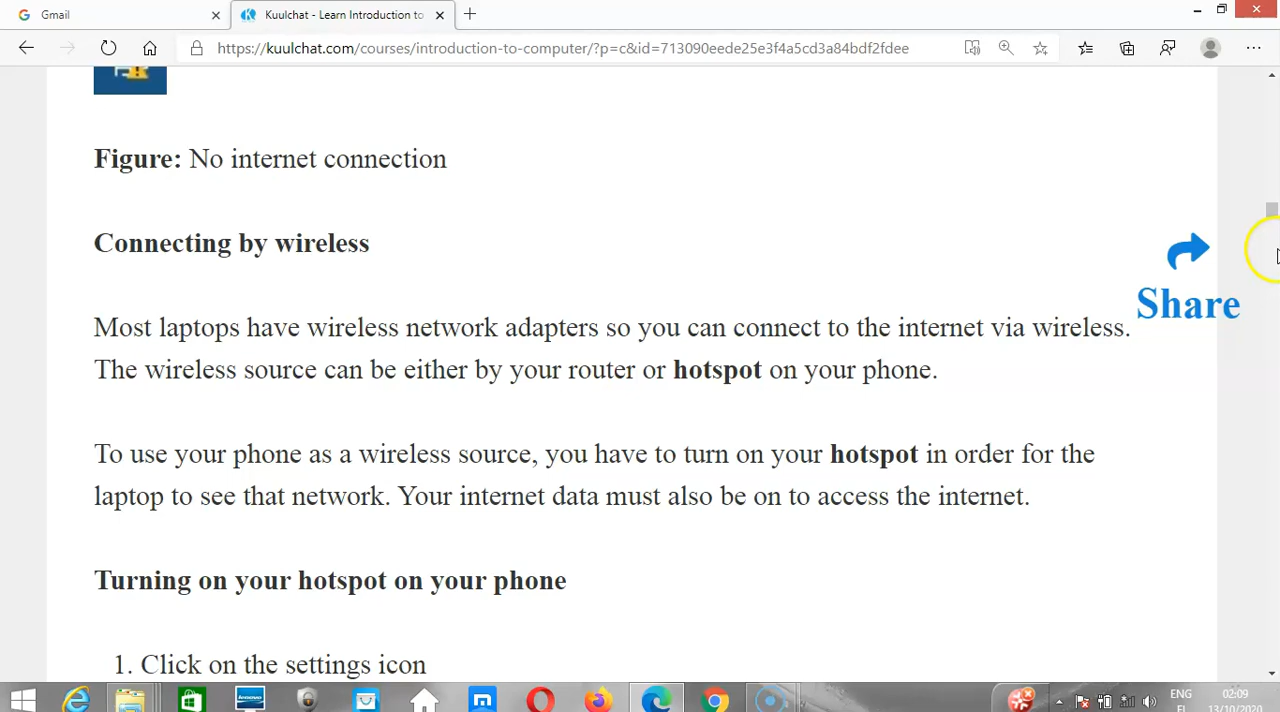 Gmail
Kuulchat - Learn Introduction to
https://kuulchat.com/courses/introduction-to-computer/?p=c&id=713090eede25e3f4a5cd3a84bdf2fdee
Figure: No internet connection
Connecting by wireless
Share
Most laptops have wireless network adapters so you can connect to the internet via wireless.
The wireless source can be either by your router or hotspot on your phone.
To use your phone as a wireless source, you have to turn on your hotspot in order for the
laptop to see that network. Your internet data must also be on to access the internet.
Turning on your hotspot on your phone
1. Click on the settings icon
ENG 02:09
13/10/2020